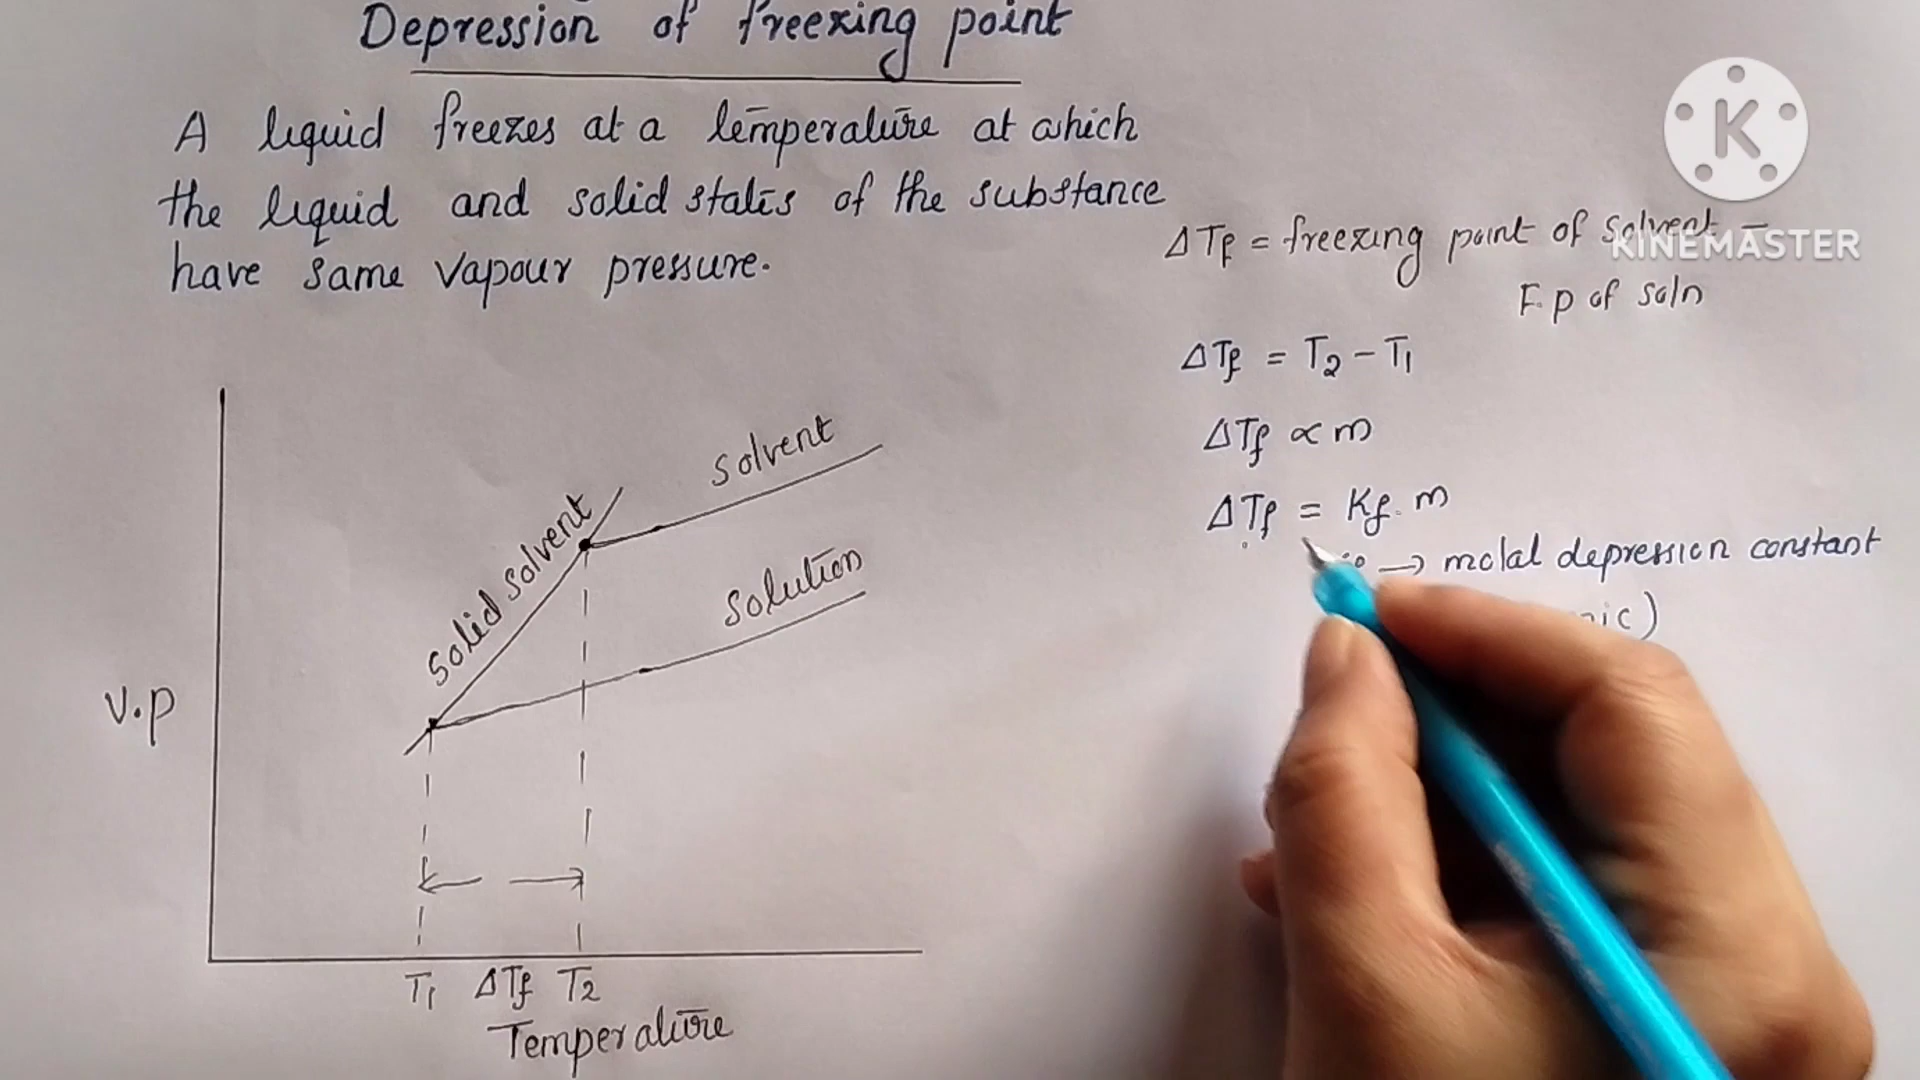 Depression of freezing point
A liquid freezes at a temperature at which
the liquid and solid states of the substance
have same vapour pressure.
K
KINEMASTER
ΔTf = freezing point of solvent –
F.p of soln
ΔTf = T2 – T1
ΔTf ∝ m
ΔTf = Kf. m
→ molal depression constant
solvent
solid solvent
solution
V.p
T1 ΔTf T2
Temperature